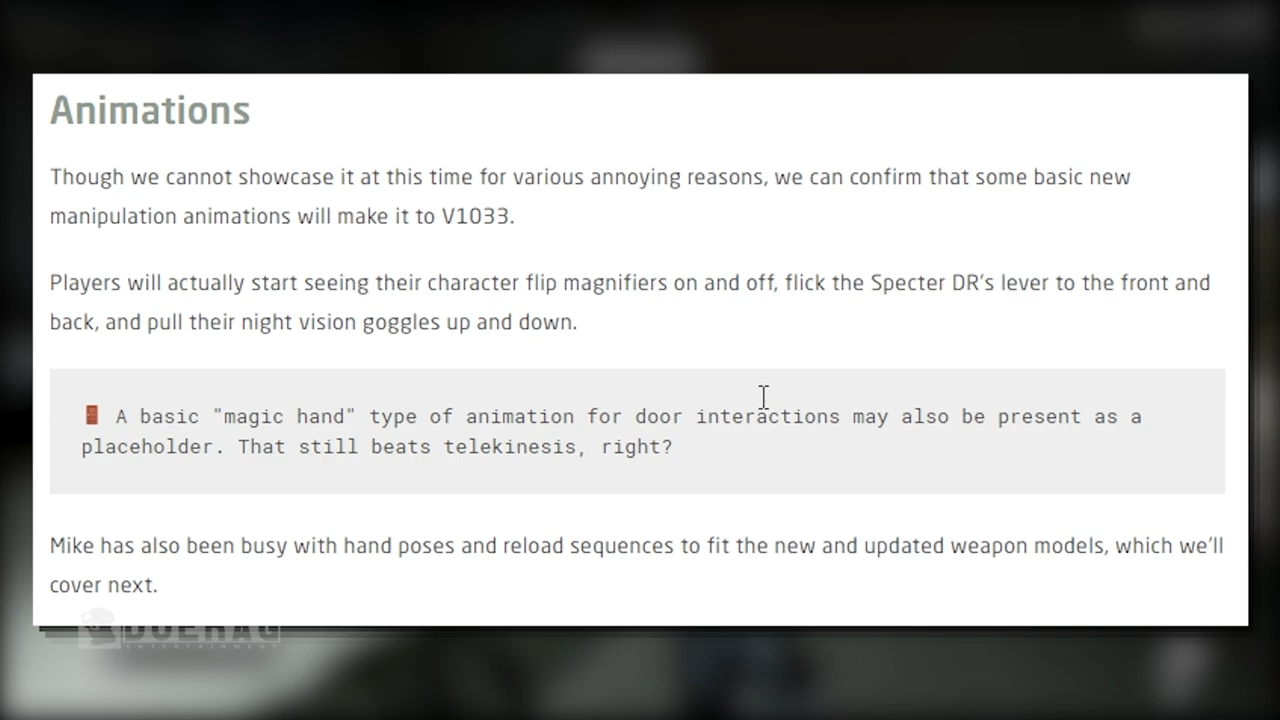 Animations
Though we cannot showcase it at this time for various annoying reasons, we can confirm that some basic new
manipulation animations will make it to V1033.
Players will actually start seeing their character flip magnifiers on and off, flick the Specter DR's lever to the front and
back, and pull their night vision goggles up and down.
🚪 A basic "magic hand" type of animation for door interactions may also be present as a
placeholder. That still beats telekinesis, right?
Mike has also been busy with hand poses and reload sequences to fit the new and updated weapon models, which we'll
cover next.
ENTERTAINMENT